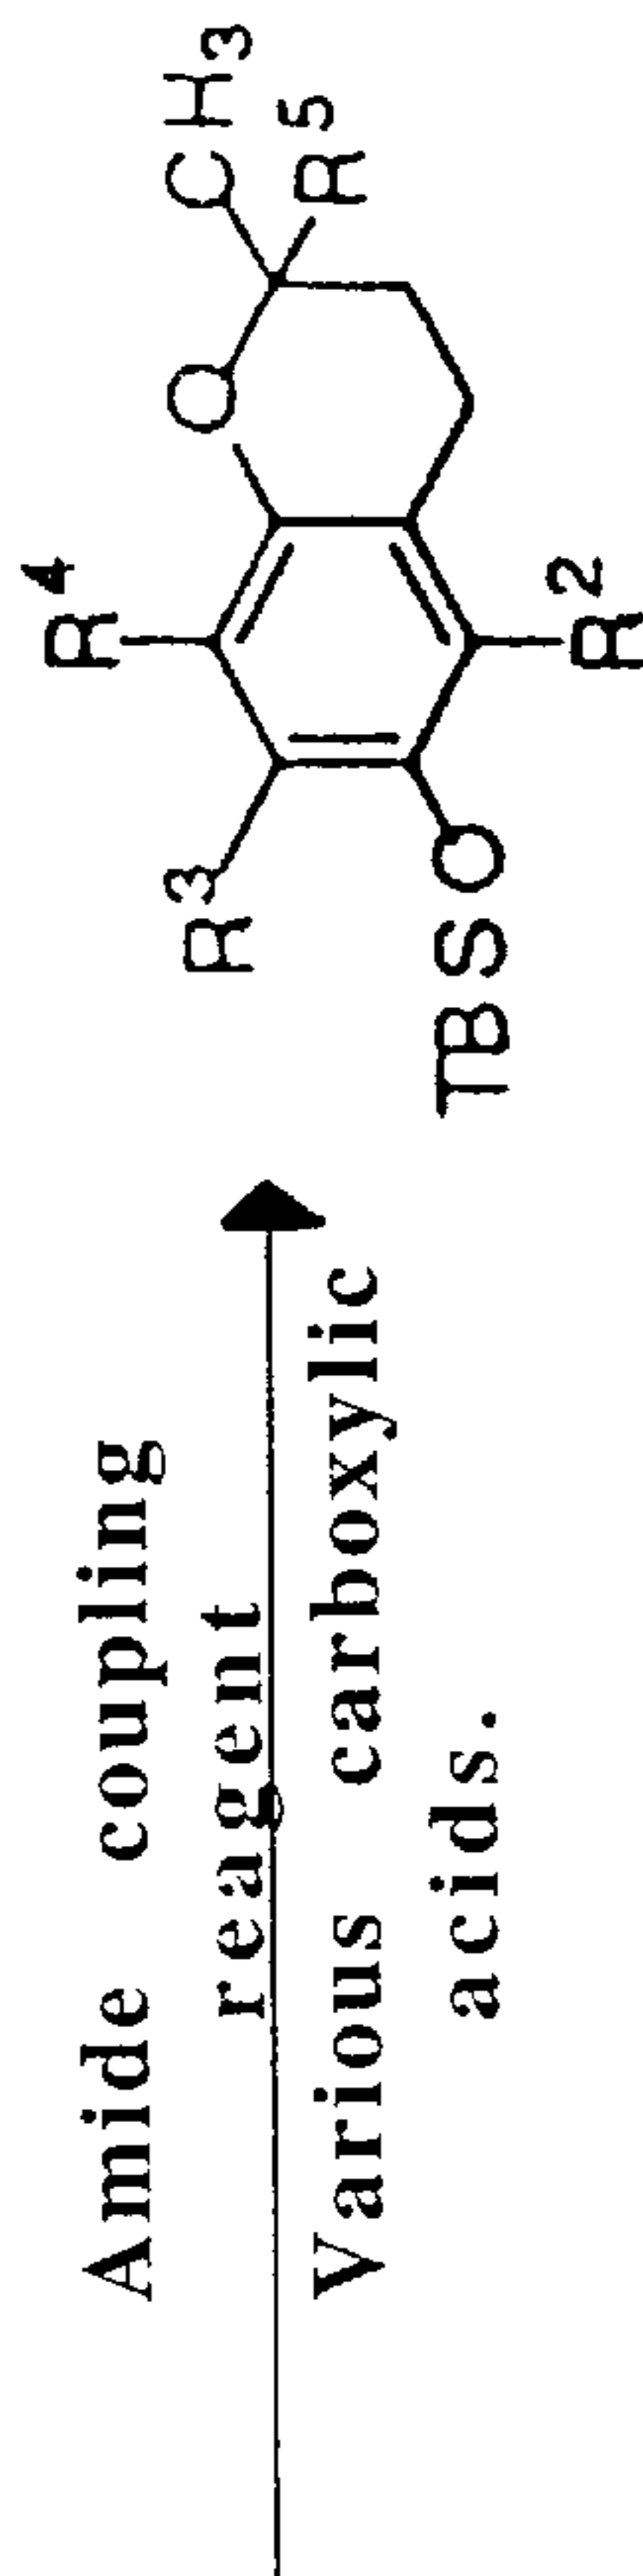 Amide coupling
reagent
Various carboxylic
acids.
R³
R⁴
O
CH₃
R⁵
TBSO
R²